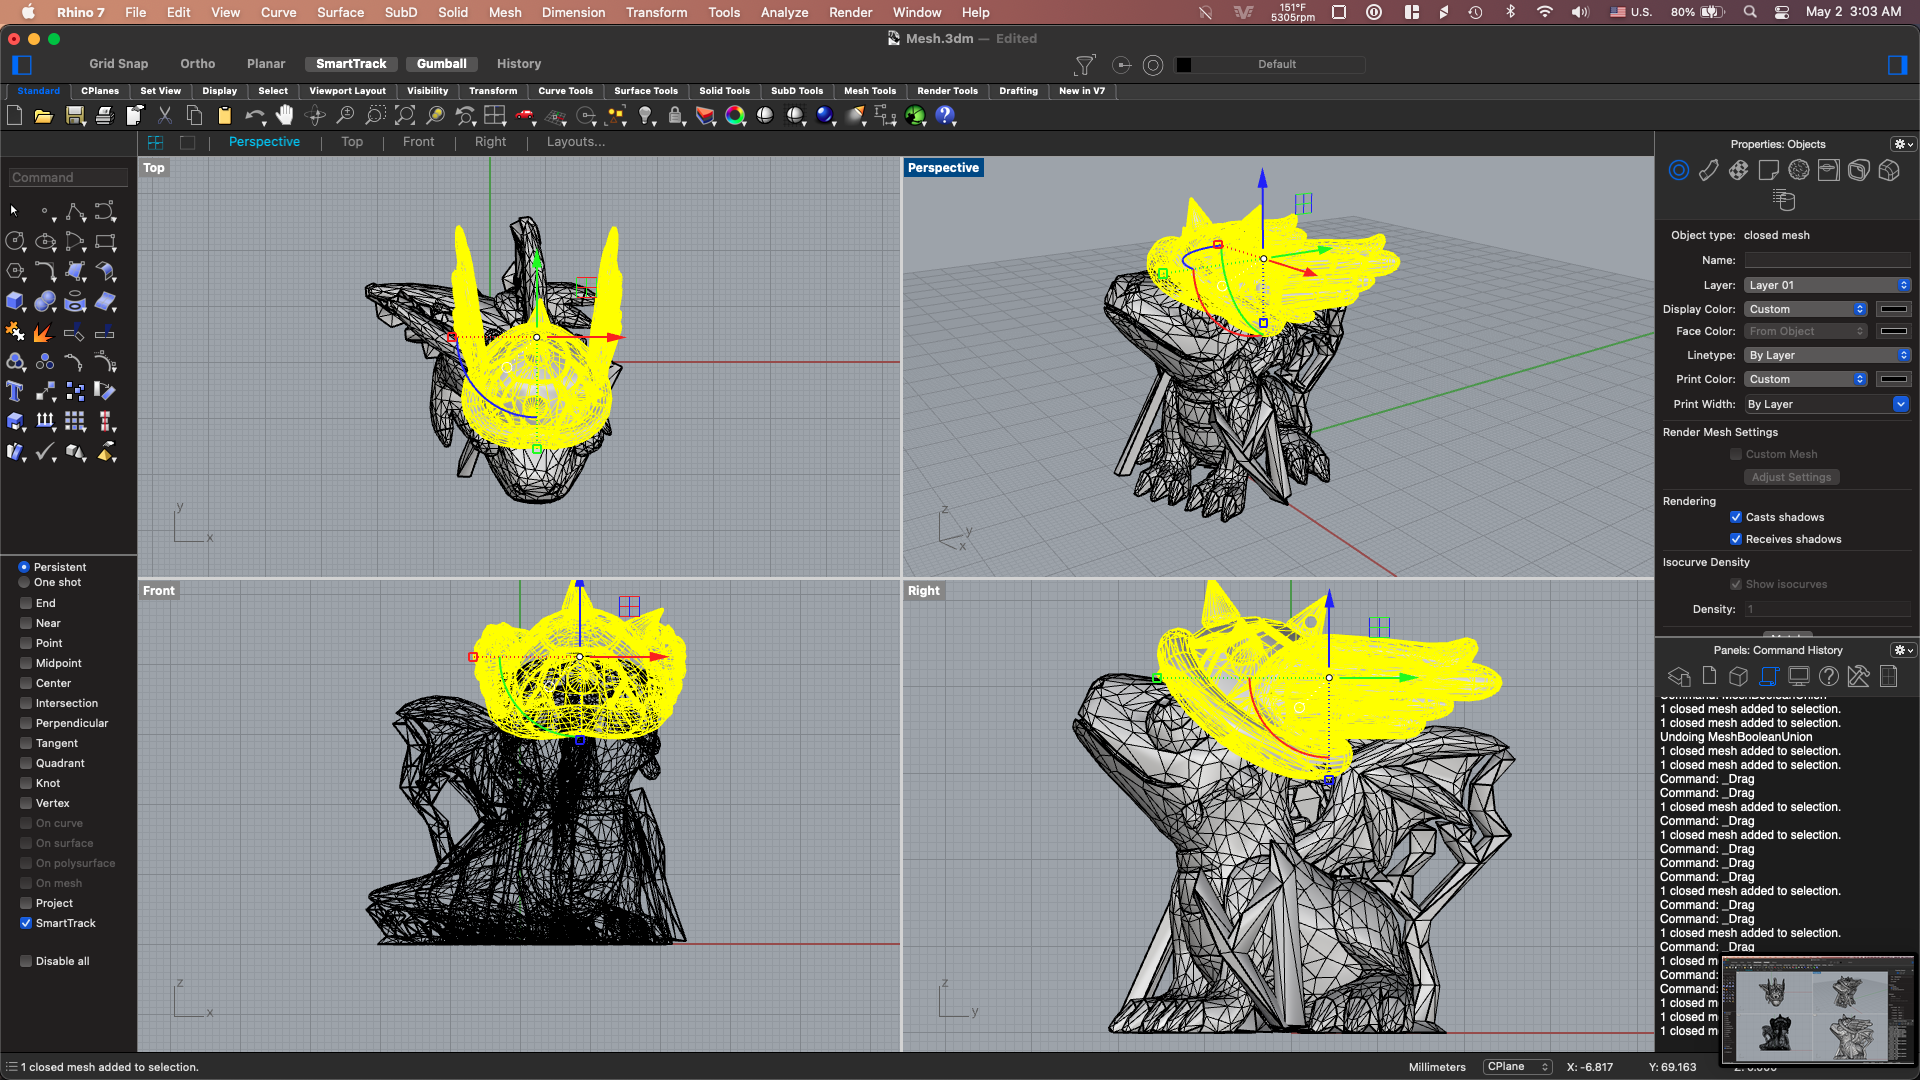 Rhino 7 File Edit View Curve Surface SubD Solid Mesh Dimension Transform Tools Analyze Render Window Help 151°F 5305rpm U.S. 80% May 2 3:03 AM
Mesh.3dm — Edited
Grid Snap Ortho Planar SmartTrack Gumball History Default
Standard CPlanes Set View Display Select Viewport Layout Visibility Transform Curve Tools Surface Tools Solid Tools SubD Tools Mesh Tools Render Tools Drafting New in V7
Perspective Top Front Right Layouts...
Command
Persistent
One shot
End
Near
Point
Midpoint
Center
Intersection
Perpendicular
Tangent
Quadrant
Knot
Vertex
On curve
On surface
On polysurface
On mesh
Project
SmartTrack
Disable all
Top
y
x
Perspective
z
y
x
Front
z
x
Right
z
y
Properties: Objects
Object type: closed mesh
Name:
Layer: Layer 01
Display Color: Custom
Face Color: From Object
Linetype: By Layer
Print Color: Custom
Print Width: By Layer
Render Mesh Settings
Custom Mesh
Adjust Settings
Rendering
Casts shadows
Receives shadows
Isocurve Density
Show isocurves
Density: 1
Panels: Command History
Command: MeshBooleanUnion
1 closed mesh added to selection.
1 closed mesh added to selection.
Undoing MeshBooleanUnion
1 closed mesh added to selection.
1 closed mesh added to selection.
Command: _Drag
Command: _Drag
1 closed mesh added to selection.
Command: _Drag
1 closed mesh added to selection.
Command: _Drag
Command: _Drag
Command: _Drag
1 closed mesh added to selection.
Command: _Drag
Command: _Drag
1 closed mesh added to selection.
Command: _Drag
1 closed m
Command:
Command:
1 closed m
1 closed m
1 closed m
1 closed mesh added to selection.
Millimeters CPlane X: -6.817 Y: 69.163